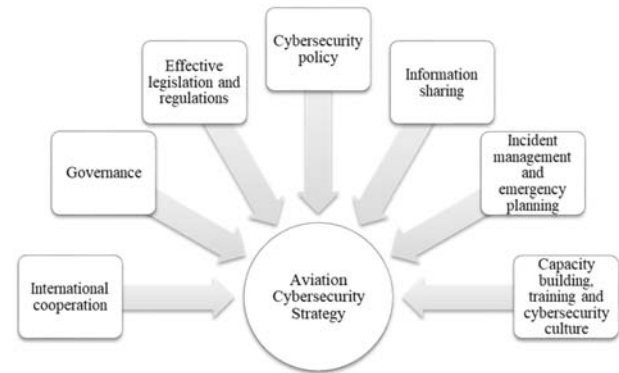 Cybersecurity
policy
Effective
legislation and
regulations
Information
sharing
Governance
Incident
management
and
emergency
planning
International
cooperation
Aviation
Cybersecurity
Strategy
Capacity
building,
training and
cybersecurity
culture